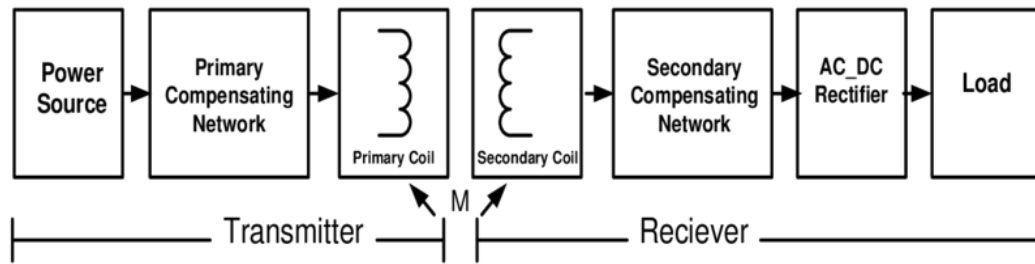 Power
Source
Primary
Compensating
Network
Primary Coil
Secondary Coil
Secondary
Compensating
Network
AC_DC
Rectifier
Load
M
Transmitter
Reciever